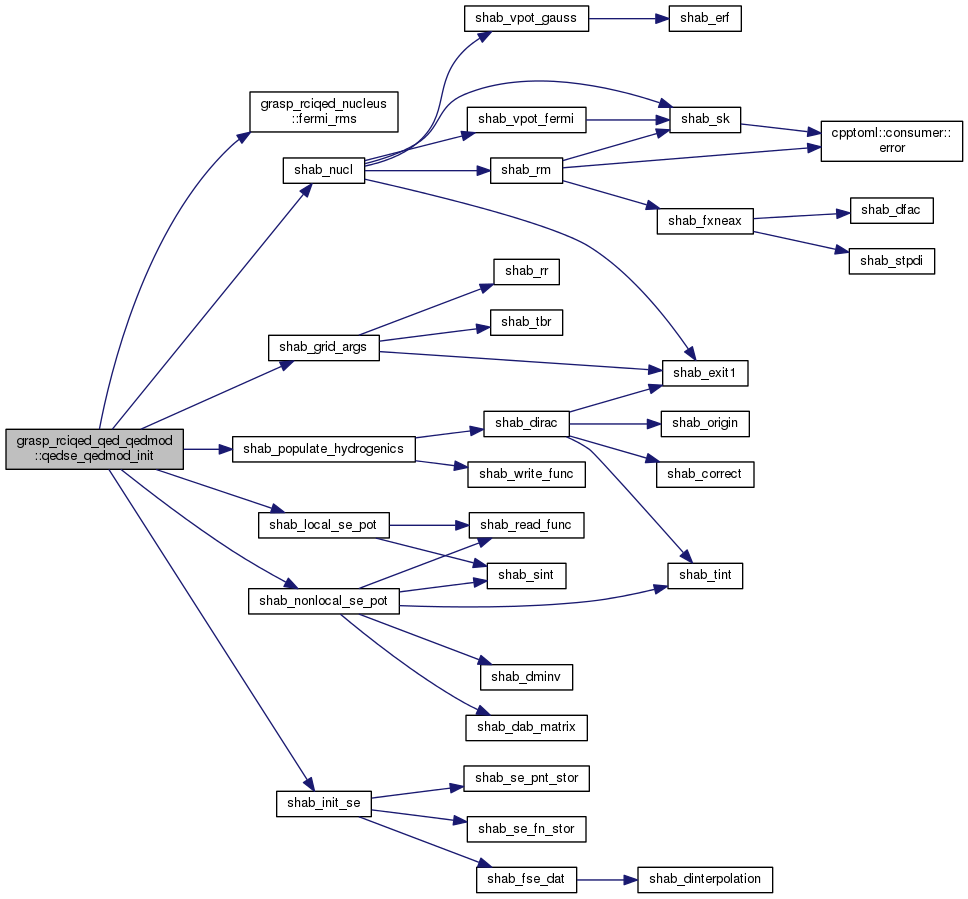 shab_vpot_gauss
shab_erf
grasp_rciqed_nucleus
::fermi_rms
shab_vpot_fermi
shab_sk
cpptoml::consumer::
error
shab_nucl
shab_rm
shab_fxneax
shab_dfac
shab_stpdi
shab_rr
shab_tbr
shab_grid_args
shab_exit1
shab_dirac
shab_origin
grasp_rciqed_qed_qedmod
::qedse_qedmod_init
shab_populate_hydrogenics
shab_write_func
shab_correct
shab_local_se_pot
shab_read_func
shab_sint
shab_tint
shab_nonlocal_se_pot
shab_dminv
shab_dab_matrix
shab_se_pnt_stor
shab_init_se
shab_se_fn_stor
shab_fse_dat
shab_dinterpolation